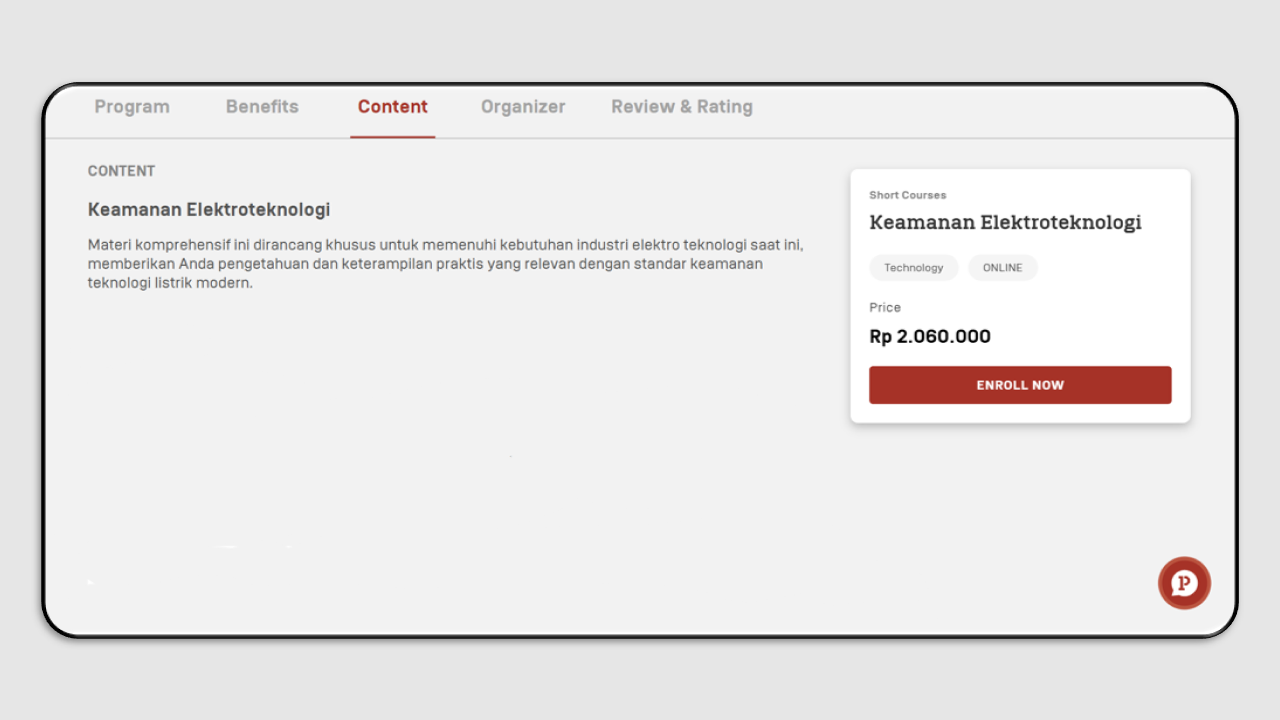 Program Benefits Content Organizer Review & Rating
CONTENT
Keamanan Elektroteknologi
Materi komprehensif ini dirancang khusus untuk memenuhi kebutuhan industri elektro teknologi saat ini,
memberikan Anda pengetahuan dan keterampilan praktis yang relevan dengan standar keamanan
teknologi listrik modern.
Short Courses
Keamanan Elektroteknologi
Technology ONLINE
Price
Rp 2.060.000
ENROLL NOW
P